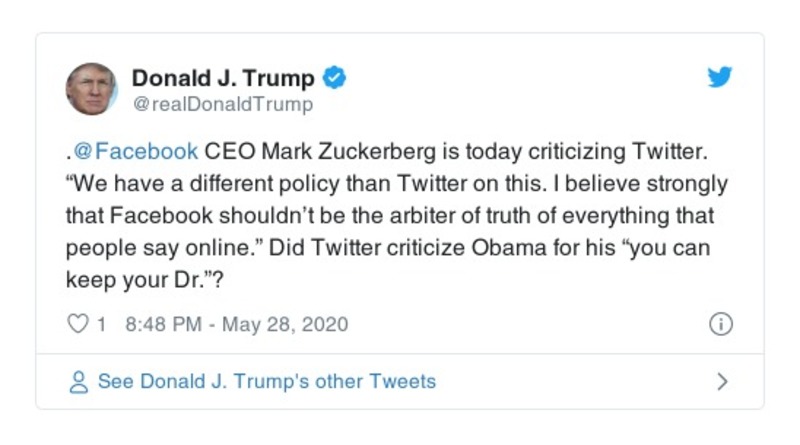 Donald J. Trump
@realDonaldTrump
.@Facebook CEO Mark Zuckerberg is today criticizing Twitter.
“We have a different policy than Twitter on this. I believe strongly
that Facebook shouldn’t be the arbiter of truth of everything that
people say online.” Did Twitter criticize Obama for his “you can
keep your Dr.”?
1 8:48 PM - May 28, 2020
See Donald J. Trump's other Tweets